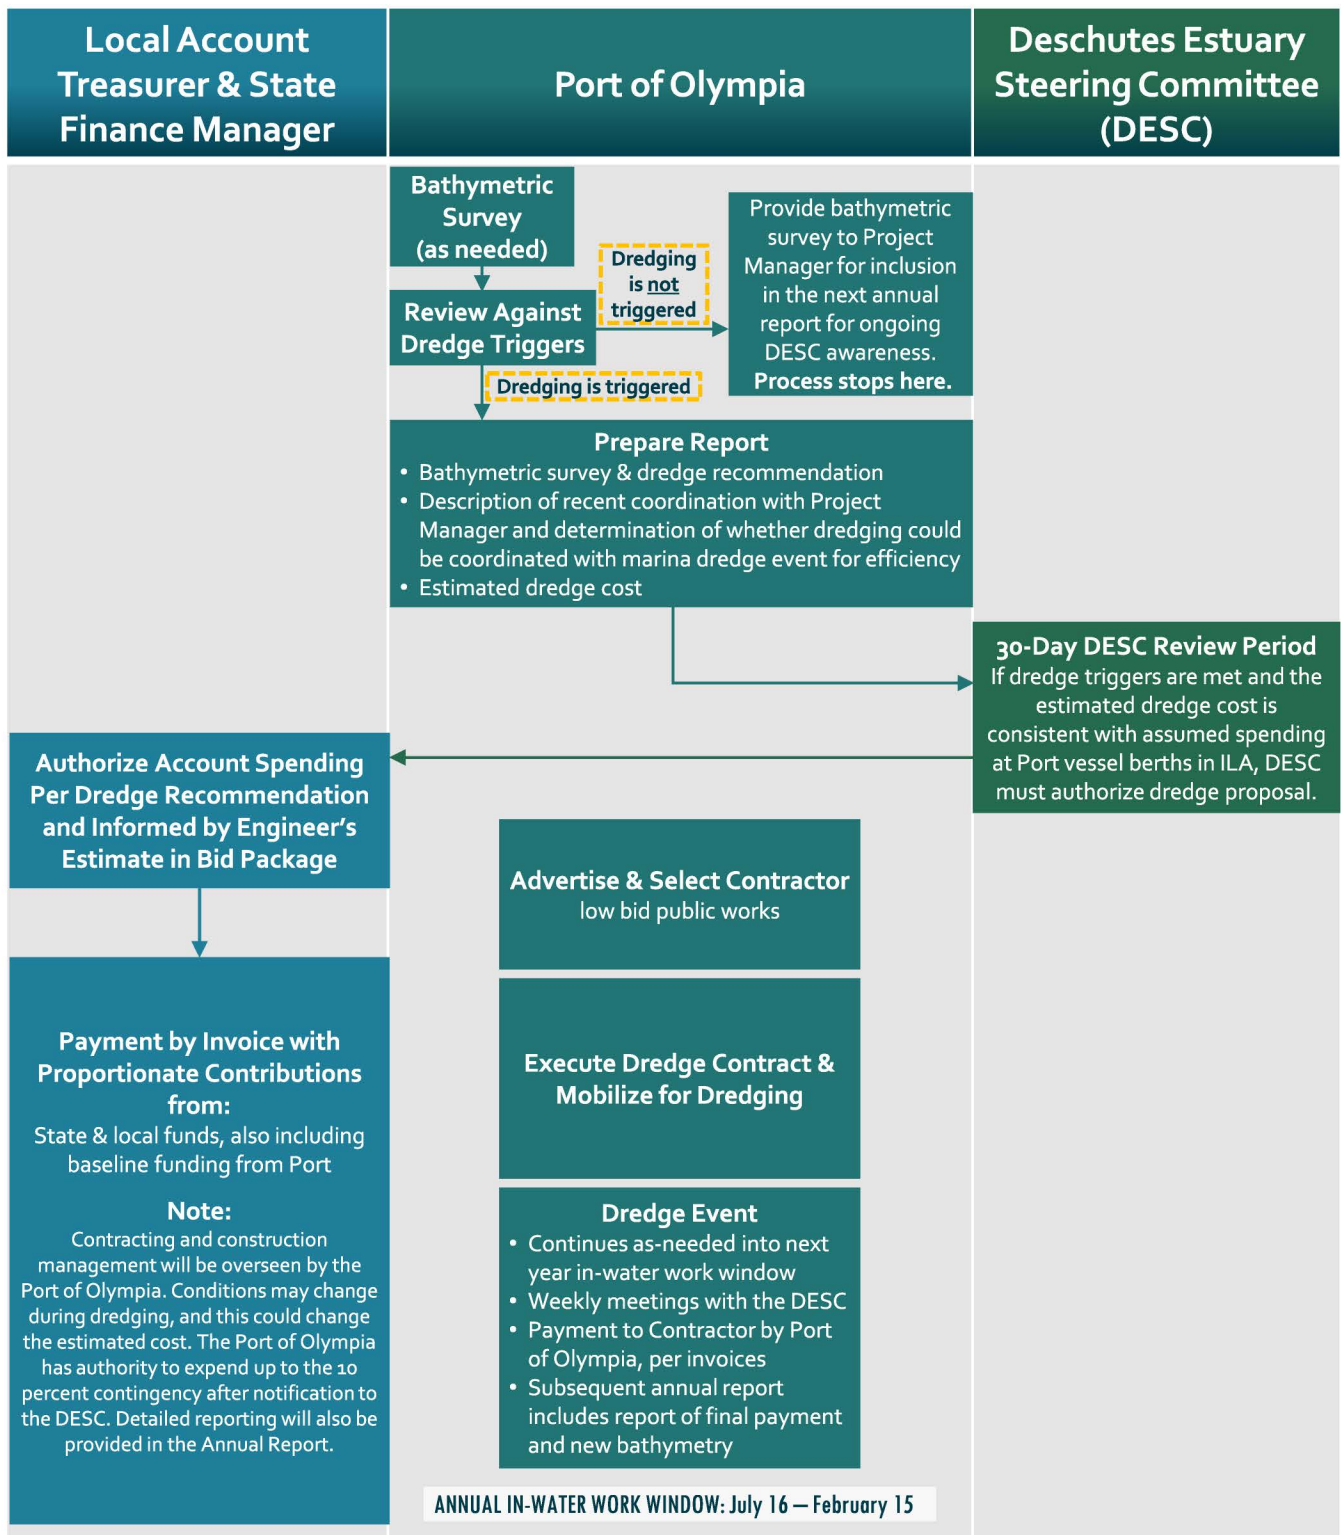 Local Account
Treasurer & State
Finance Manager
Port of Olympia
Deschutes Estuary
Steering Committee
(DESC)
Bathymetric
Survey
(as needed)
Review Against
Dredge Triggers
Dredging
is not
triggered
Provide bathymetric
survey to Project
Manager for inclusion
in the next annual
report for ongoing
DESC awareness.
Process stops here.
Dredging is triggered
Prepare Report
• Bathymetric survey & dredge recommendation
• Description of recent coordination with Project
Manager and determination of whether dredging could
be coordinated with marina dredge event for efficiency
• Estimated dredge cost
30-Day DESC Review Period
If dredge triggers are met and the
estimated dredge cost is
consistent with assumed spending
at Port vessel berths in ILA, DESC
must authorize dredge proposal.
Authorize Account Spending
Per Dredge Recommendation
and Informed by Engineer’s
Estimate in Bid Package
Advertise & Select Contractor
low bid public works
Payment by Invoice with
Proportionate Contributions
from:
State & local funds, also including
baseline funding from Port
Note:
Contracting and construction
management will be overseen by the
Port of Olympia. Conditions may change
during dredging, and this could change
the estimated cost. The Port of Olympia
has authority to expend up to the 10
percent contingency after notification to
the DESC. Detailed reporting will also be
provided in the Annual Report.
Execute Dredge Contract &
Mobilize for Dredging
Dredge Event
• Continues as-needed into next
year in-water work window
• Weekly meetings with the DESC
• Payment to Contractor by Port
of Olympia, per invoices
• Subsequent annual report
includes report of final payment
and new bathymetry
ANNUAL IN-WATER WORK WINDOW: July 16 – February 15